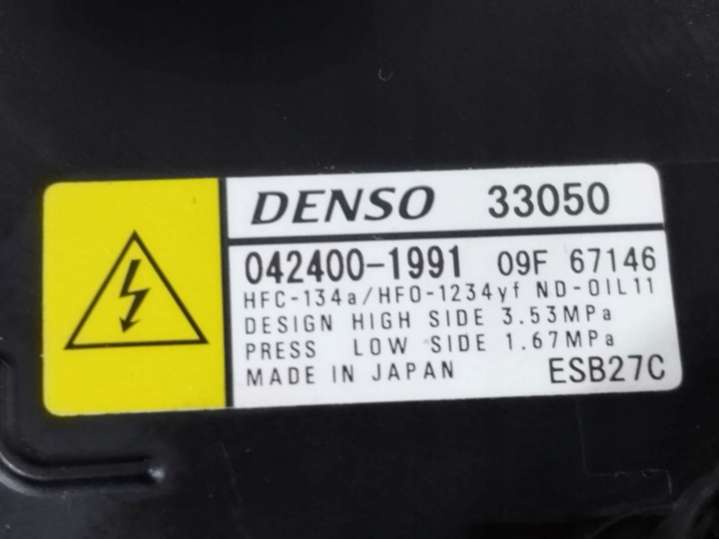 DENSO 33050
042400-1991 09F 67146
HFC-134a/HFO-1234yf ND-OIL11
DESIGN HIGH SIDE 3.53MPa
PRESS LOW SIDE 1.67MPa
MADE IN JAPAN ESB27C